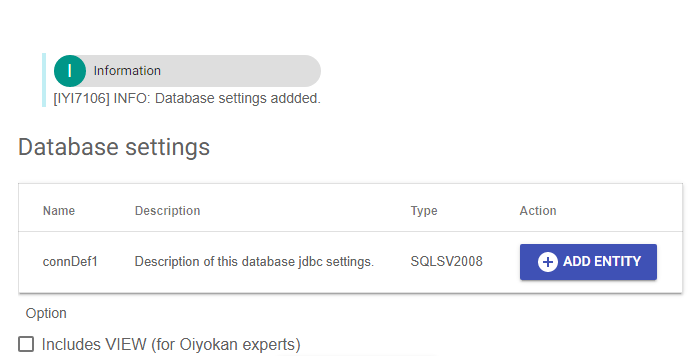 I Information
[IYI7106] INFO: Database settings addded.
Database settings
Name Description Type Action
connDef1 Description of this database jdbc settings. SQLSV2008 ADD ENTITY
Option
Includes VIEW (for Oiyokan experts)